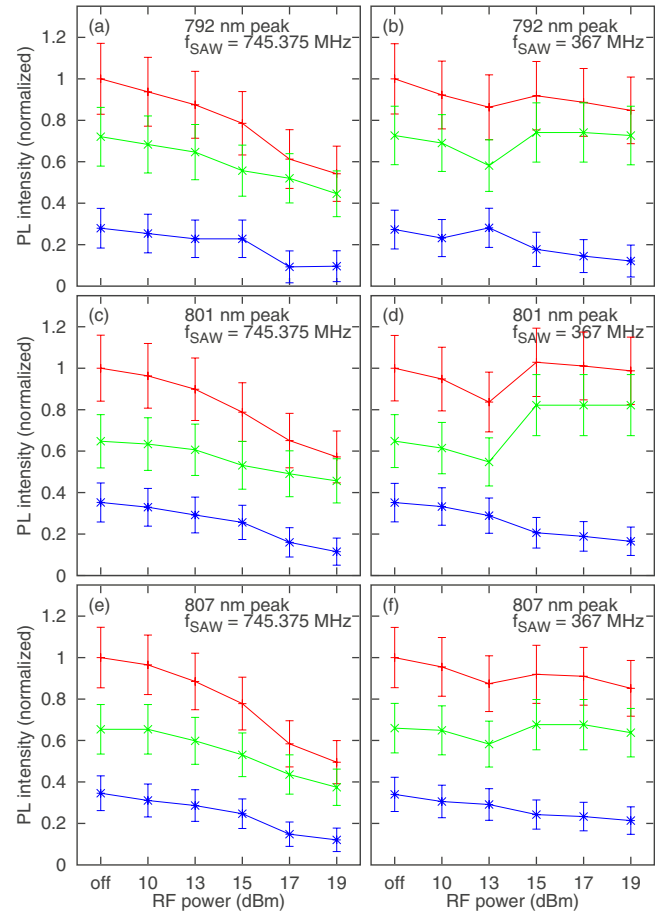 (a) 792 nm peak
f_SAW = 745.375 MHz
(b) 792 nm peak
f_SAW = 367 MHz
PL intensity (normalized)
1.2
1
0.8
0.6
0.4
0.2
0
(c) 801 nm peak
f_SAW = 745.375 MHz
(d) 801 nm peak
f_SAW = 367 MHz
PL intensity (normalized)
1.2
1
0.8
0.6
0.4
0.2
0
(e) 807 nm peak
f_SAW = 745.375 MHz
(f) 807 nm peak
f_SAW = 367 MHz
PL intensity (normalized)
1.2
1
0.8
0.6
0.4
0.2
0
off 10 13 15 17 19
RF power (dBm)
off 10 13 15 17 19
RF power (dBm)